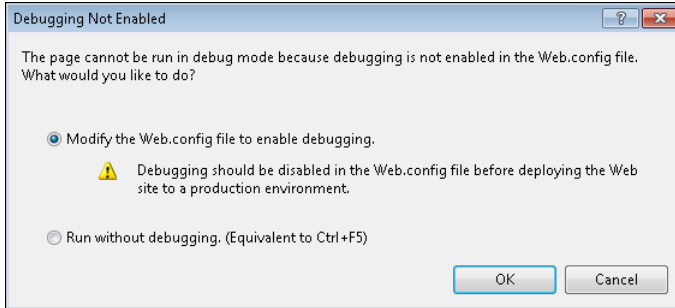 Debugging Not Enabled
The page cannot be run in debug mode because debugging is not enabled in the Web.config file.
What would you like to do?
Modify the Web.config file to enable debugging.
Debugging should be disabled in the Web.config file before deploying the Web
site to a production environment.
Run without debugging. (Equivalent to Ctrl+F5)
OK Cancel